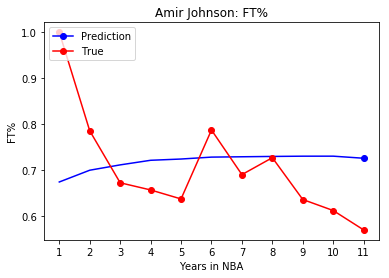 Amir Johnson: FT%
Prediction
True
FT%
1.0
0.9
0.8
0.7
0.6
1 2 3 4 5 6 7 8 9 10 11
Years in NBA